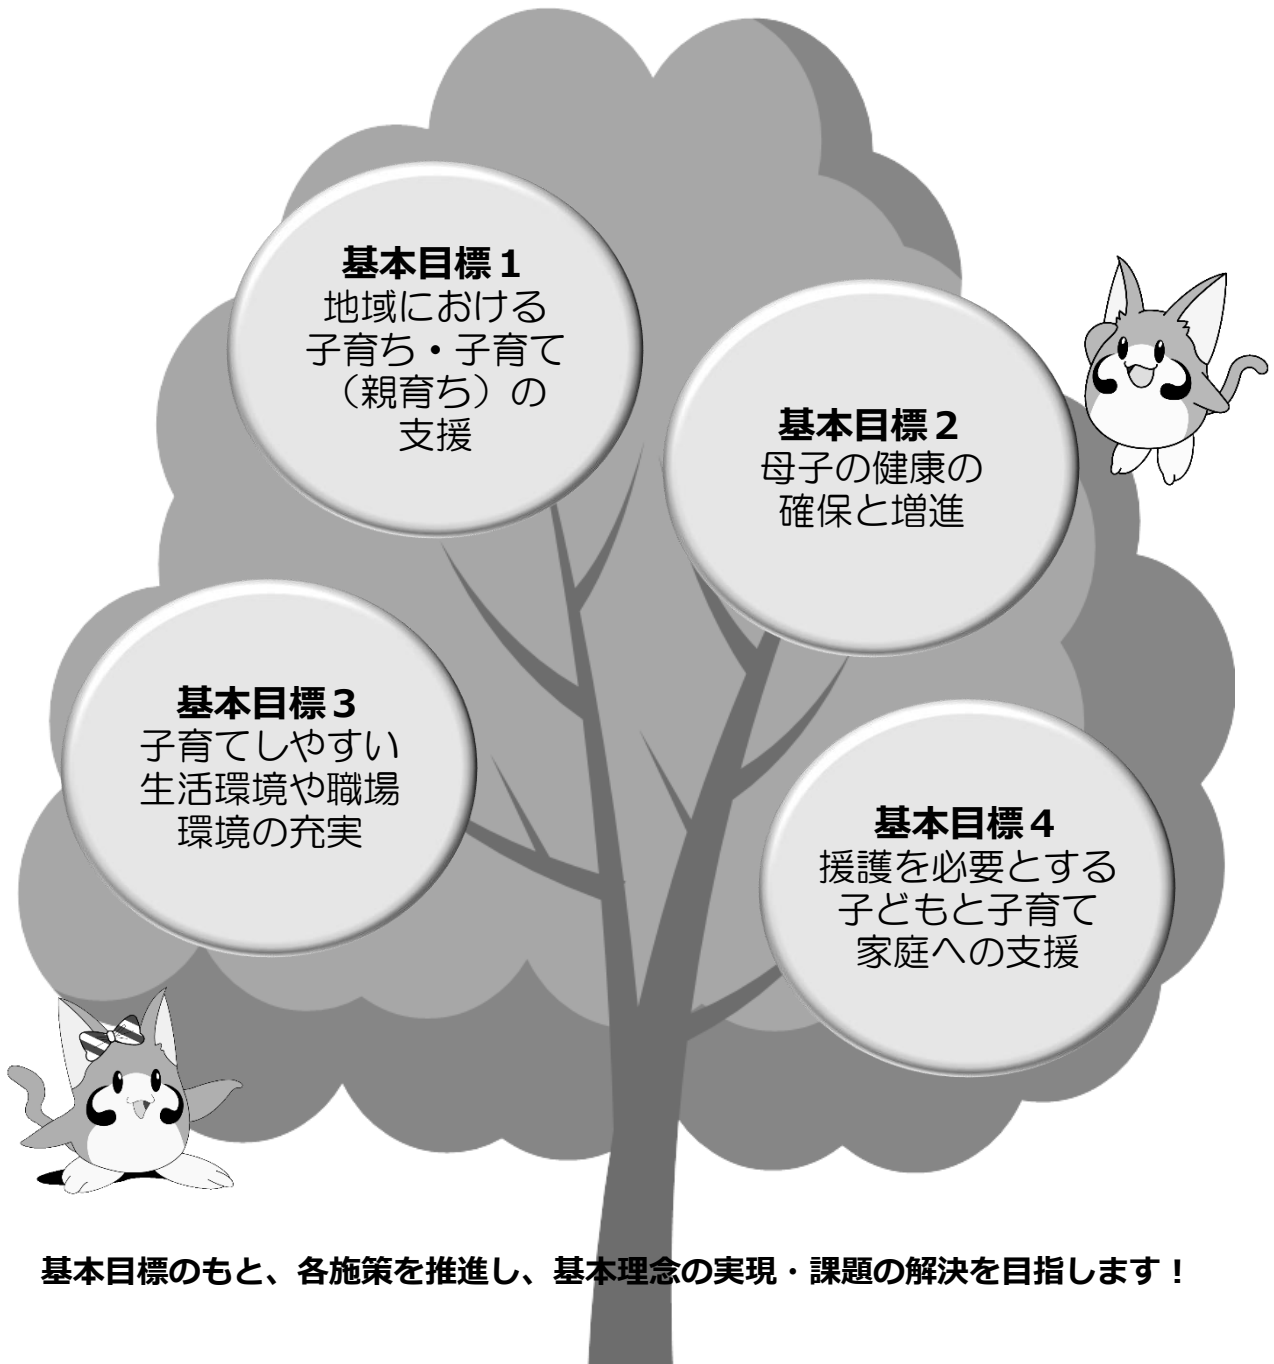 基本目標１
地域における
子育ち・子育て
（親育ち）の
支援
基本目標２
母子の健康の
確保と増進
基本目標３
子育てしやすい
生活環境や職場
環境の充実
基本目標４
援護を必要とする
子どもと子育て
家庭への支援
基本目標のもと、各施策を推進し、基本理念の実現・課題の解決を目指します！